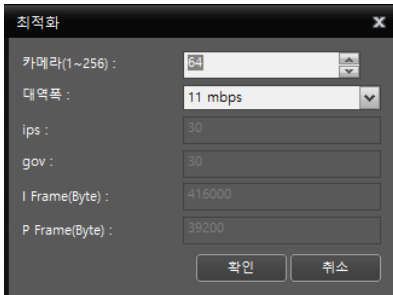 최적화 x
카메라(1~256) : 64
대역폭 : 11 mbps
ips : 30
gov : 30
I Frame(Byte) : 416000
P Frame(Byte) : 39200
확인 취소